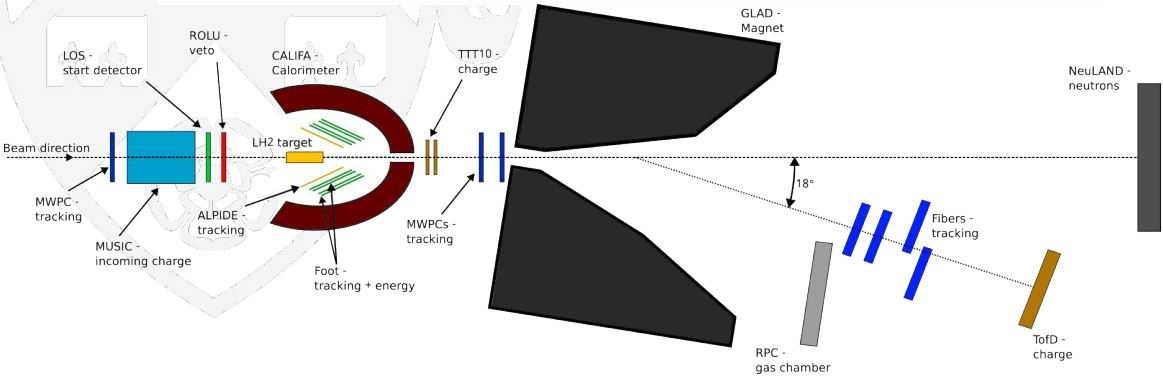 GLAD -
Magnet
ROLU -
veto
LOS -
start detector
CALIFA -
Calorimeter
TTT10 -
charge
NeuLAND -
neutrons
LH2 target
Beam direction
18°
MWPC -
tracking
ALPIDE -
tracking
MWPCs -
tracking
Fibers -
tracking
MUSIC -
incoming charge
Foot -
tracking + energy
RPC -
gas chamber
TofD -
charge